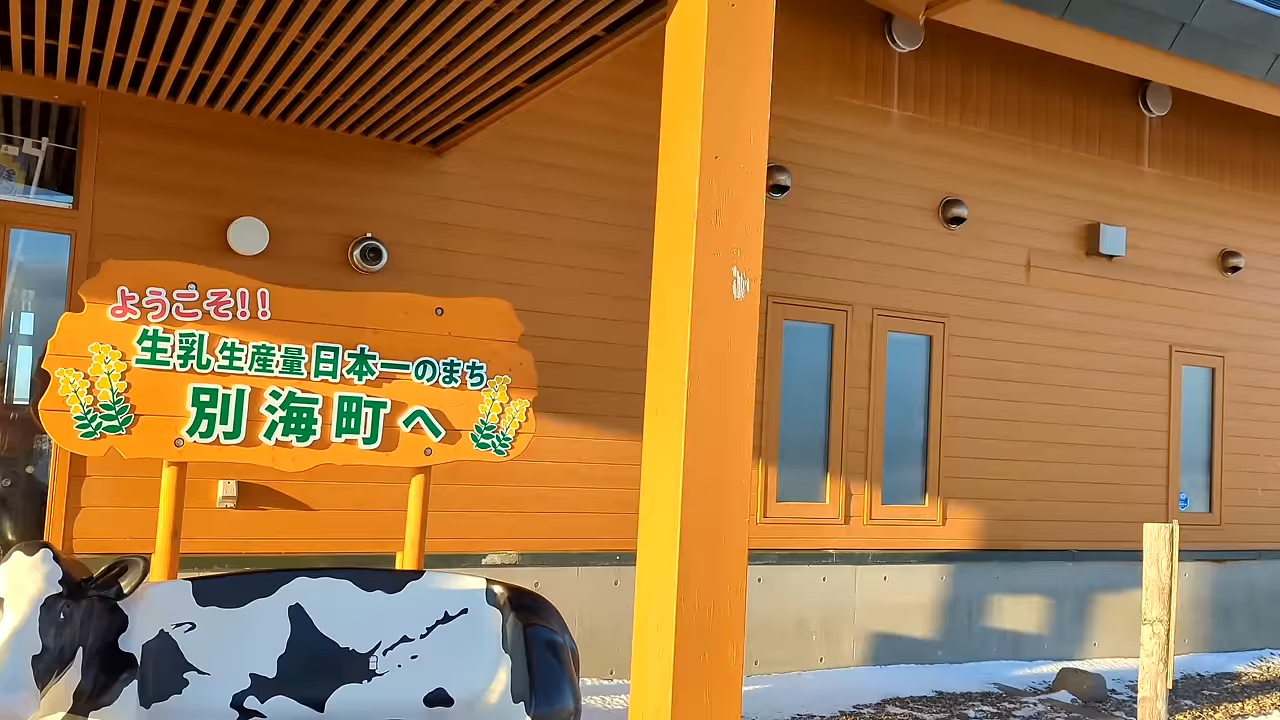 ようこそ!!
生乳生産量日本一のまち
別海町へ